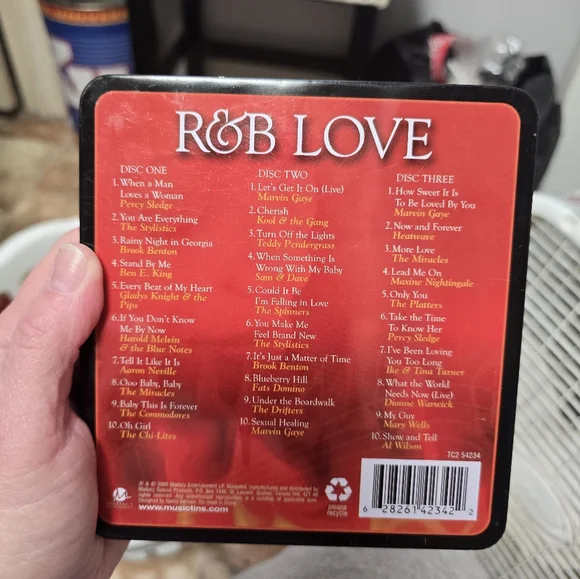 R&B LOVE
DISC ONE
1. When a Man
Loves a Woman
Percy Sledge
2. You Are Everything
The Stylistics
3. Rainy Night in Georgia
Brook Benton
4. Stand By Me
Ben E. King
5. Every Beat of My Heart
Gladys Knight & the
Pips
6. If You Don't Know
Me By Now
Harold Melvin
& the Blue Notes
7. Tell It Like It Is
Aaron Neville
8. Ooo Baby, Baby
The Miracles
9. Baby This Is Forever
The Commodores
10. Oh Girl
The Chi-Lites
DISC TWO
1. Let's Get It On (Live)
Marvin Gaye
2. Cherish
Kool & the Gang
3. Turn Off the Lights
Teddy Pendergrass
4. When Something Is
Wrong With My Baby
Sam & Dave
5. Could It Be
I'm Falling in Love
The Spinners
6. You Make Me
Feel Brand New
The Stylistics
7. It's Just a Matter of Time
Brook Benton
8. Blueberry Hill
Fats Domino
9. Under the Boardwalk
The Drifters
10. Sexual Healing
Marvin Gaye
DISC THREE
1. How Sweet It Is
To Be Loved By You
Marvin Gaye
2. Now and Forever
Heatwave
3. More Love
The Miracles
4. Lead Me On
Maxine Nightingale
5. Only You
The Platters
6. Take the Time
To Know Her
Percy Sledge
7. I've Been Loving
You Too Long
Ike & Tina Turner
8. What the World
Needs Now (Live)
Dionne Warwick
9. My Guy
Mary Wells
10. Show and Tell
Al Wilson
TC2 54234
www.musictins.com
please
recycle
6 28261 42342 2